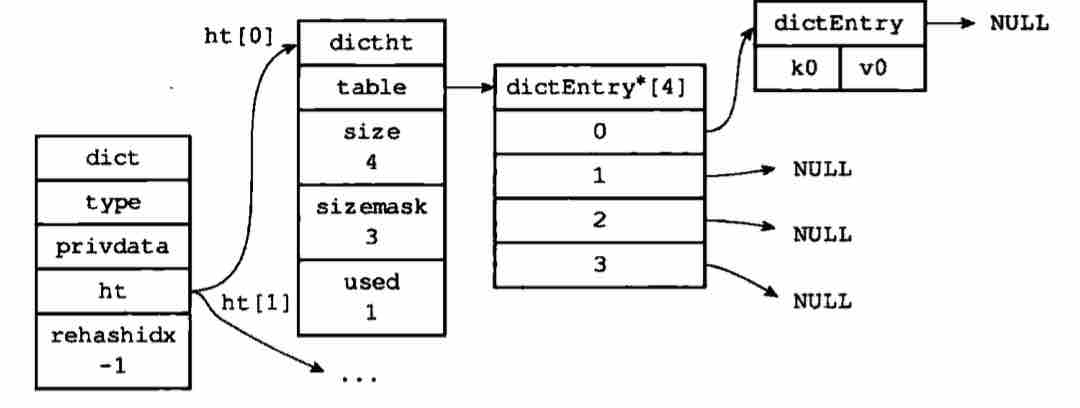 dict
type
privdata
ht
rehashidx
-1
ht[0]
ht[1]
...
dictht
table
size
4
sizemask
3
used
1
dictEntry*[4]
0
1
2
3
dictEntry
k0 v0
NULL
NULL
NULL
NULL